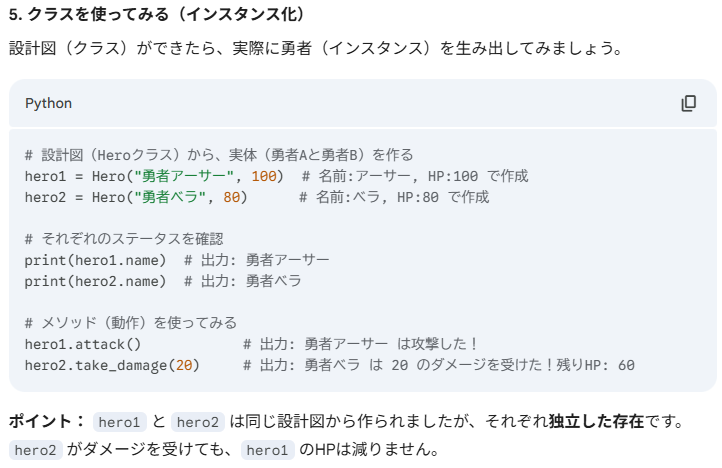 5. クラスを使ってみる（インスタンス化）
設計図（クラス）ができたら、実際に勇者（インスタンス）を生み出してみましょう。
Python
# 設計図（Heroクラス）から、実体（勇者Aと勇者B）を作る
hero1 = Hero("勇者アーサー", 100)  # 名前:アーサー, HP:100 で作成
hero2 = Hero("勇者ベラ", 80)      # 名前:ベラ, HP:80 で作成
# それぞれのステータスを確認
print(hero1.name)  # 出力: 勇者アーサー
print(hero2.name)  # 出力: 勇者ベラ
# メソッド（動作）を使ってみる
hero1.attack()            # 出力: 勇者アーサー は攻撃した！
hero2.take_damage(20)     # 出力: 勇者ベラ は 20 のダメージを受けた！残りHP: 60
ポイント： hero1 と hero2 は同じ設計図から作られましたが、それぞれ独立した存在です。
hero2 がダメージを受けても、hero1 のHPは減りません。